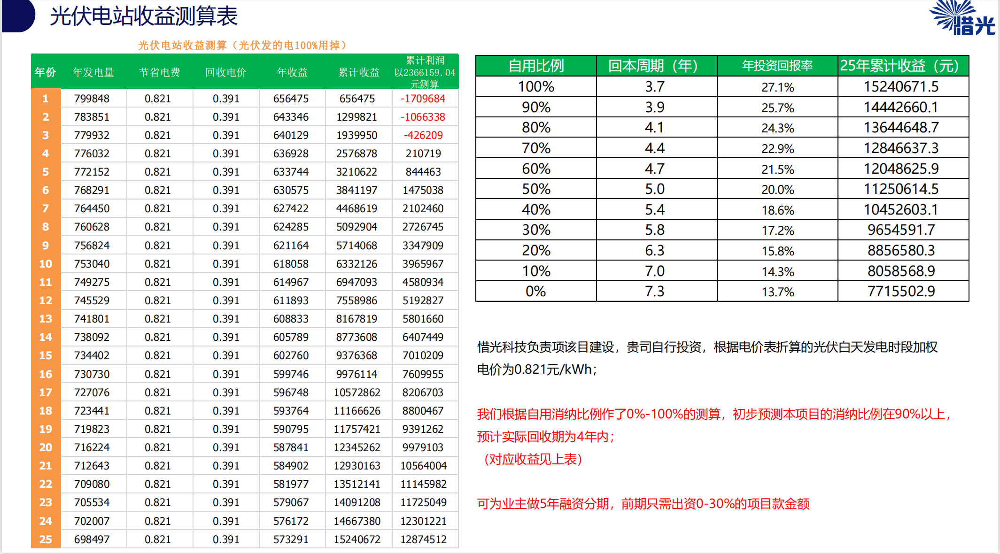 光伏电站收益测算表
惜光
光伏电站收益测算（光伏发的电100%用掉）
年份 年发电量 节省电费 回收电价 年收益 累计收益 累计利润
以2366159.04
元测算
1 799848 0.821 0.391 656475 656475 -1709684
2 783851 0.821 0.391 643346 1299821 -1066338
3 779932 0.821 0.391 640129 1939950 -426209
4 776032 0.821 0.391 636928 2576878 210719
5 772152 0.821 0.391 633744 3210622 844463
6 768291 0.821 0.391 630575 3841197 1475038
7 764450 0.821 0.391 627422 4468619 2102460
8 760628 0.821 0.391 624285 5092904 2726745
9 756824 0.821 0.391 621164 5714068 3347909
10 753040 0.821 0.391 618058 6332126 3965967
11 749275 0.821 0.391 614967 6947093 4580934
12 745529 0.821 0.391 611893 7558986 5192827
13 741801 0.821 0.391 608833 8167819 5801660
14 738092 0.821 0.391 605789 8773608 6407449
15 734402 0.821 0.391 602760 9376368 7010209
16 730730 0.821 0.391 599746 9976114 7609955
17 727076 0.821 0.391 596748 10572862 8206703
18 723441 0.821 0.391 593764 11166626 8800467
19 719823 0.821 0.391 590795 11757421 9391262
20 716224 0.821 0.391 587841 12345262 9979103
21 712643 0.821 0.391 584902 12930163 10564004
22 709080 0.821 0.391 581977 13512141 11145982
23 705534 0.821 0.391 579067 14091208 11725049
24 702007 0.821 0.391 576172 14667380 12301221
25 698497 0.821 0.391 573291 15240672 12874512
自用比例 回本周期（年） 年投资回报率 25年累计收益（元）
100% 3.7 27.1% 15240671.5
90% 3.9 25.7% 14442660.1
80% 4.1 24.3% 13644648.7
70% 4.4 22.9% 12846637.3
60% 4.7 21.5% 12048625.9
50% 5.0 20.0% 11250614.5
40% 5.4 18.6% 10452603.1
30% 5.8 17.2% 9654591.7
20% 6.3 15.8% 8856580.3
10% 7.0 14.3% 8058568.9
0% 7.3 13.7% 7715502.9
惜光科技负责项该目建设，贵司自行投资，根据电价表折算的光伏白天发电时段加权
电价为0.821元/kWh；
我们根据自用消纳比例作了0%-100%的测算，初步预测本项目的消纳比例在90%以上，
预计实际回收期为4年内；
（对应收益见上表）
可为业主做5年融资分期，前期只需出资0-30%的项目款金额